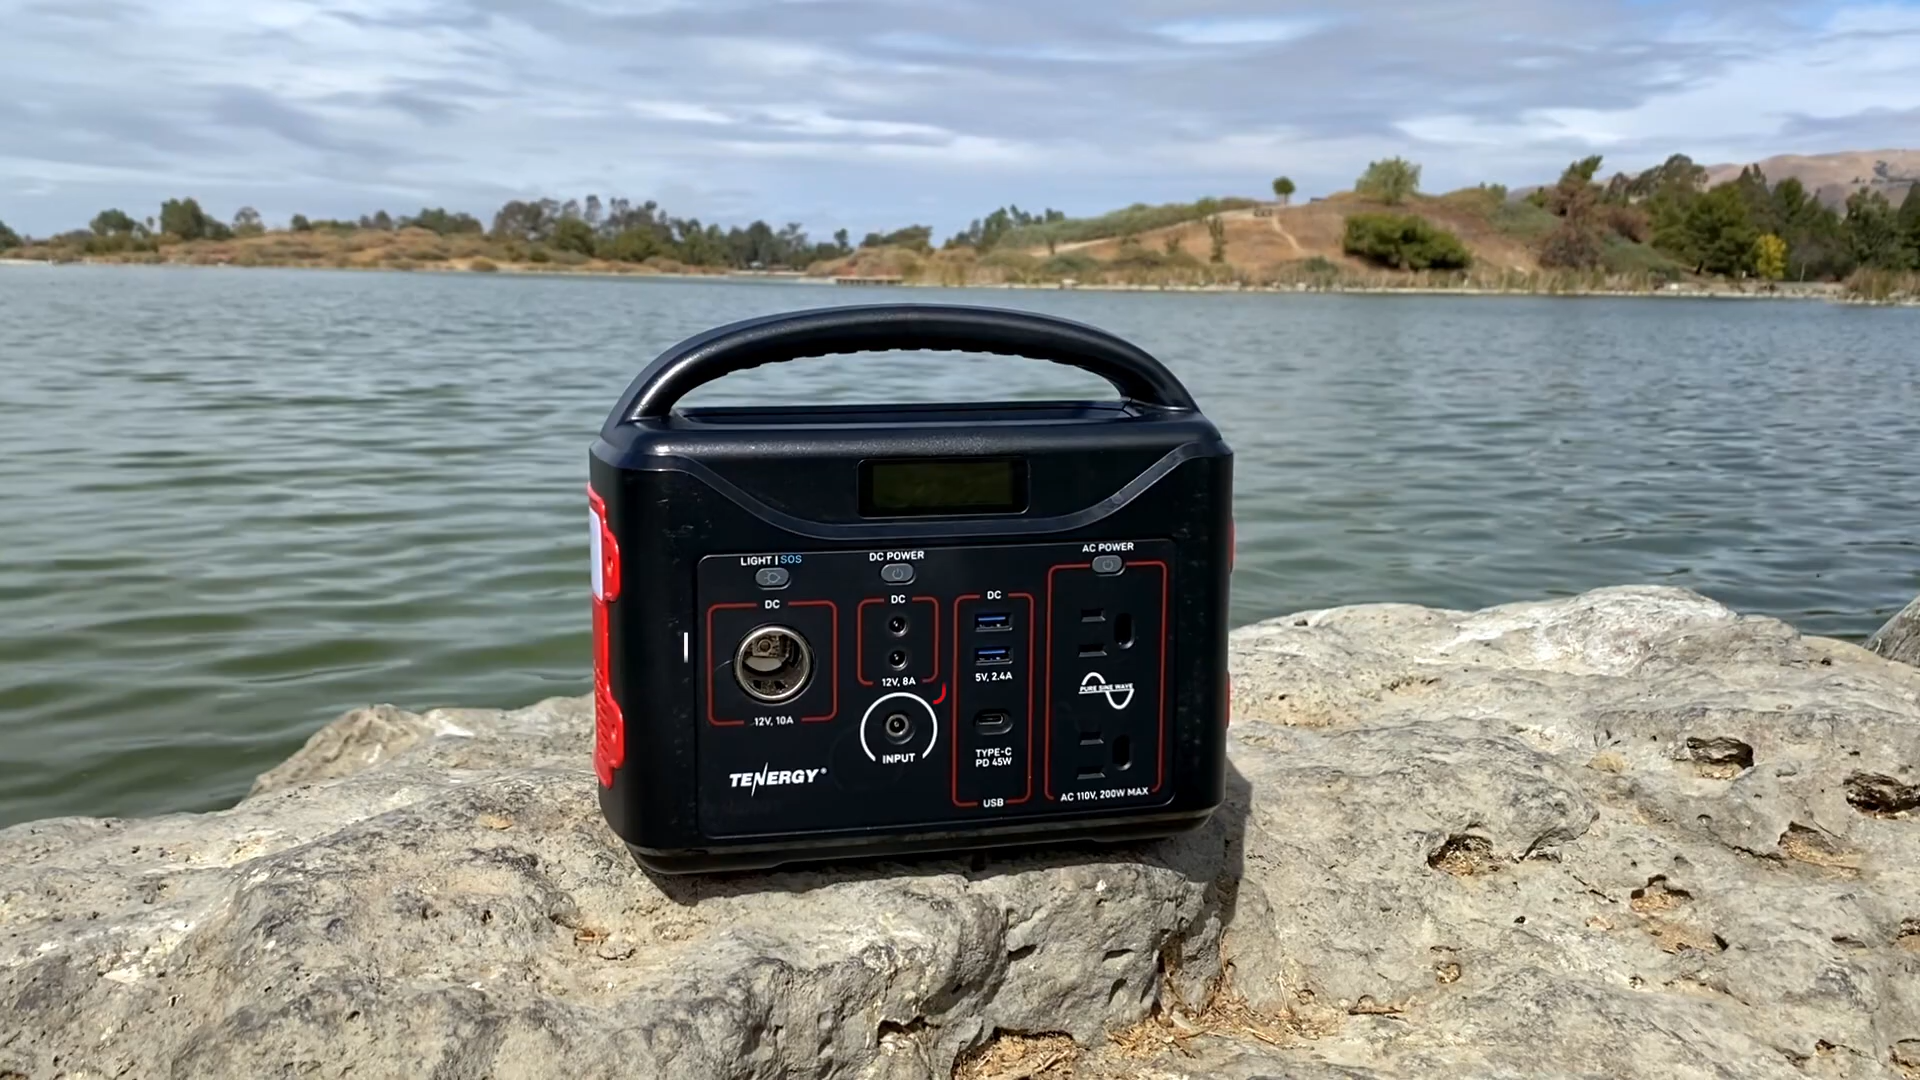 LIGHT | SOS
DC POWER
AC POWER
DC
DC
DC
12V, 10A
12V, 8A
5V, 2.4A
PURE SINE WAVE
INPUT
TYPE-C
PD 45W
TENERGY®
USB
AC 110V, 200W MAX